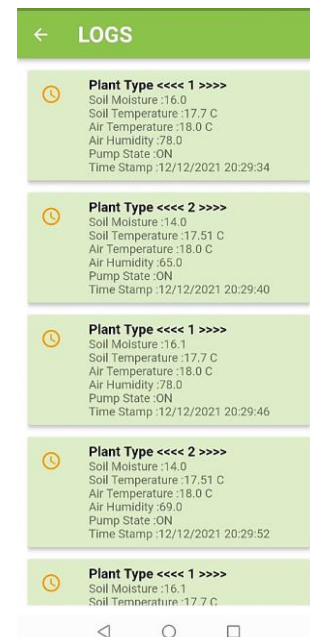 LOGS
Plant Type <<<< 1 >>>>
Soil Moisture :16.0
Soil Temperature :17.7 C
Air Temperature :18.0 C
Air Humidity :78.0
Pump State :ON
Time Stamp :12/12/2021 20:29:34
Plant Type <<<< 2 >>>>
Soil Moisture :14.0
Soil Temperature :17.51 C
Air Temperature :18.0 C
Air Humidity :65.0
Pump State :ON
Time Stamp :12/12/2021 20:29:40
Plant Type <<<< 1 >>>>
Soil Moisture :16.1
Soil Temperature :17.7 C
Air Temperature :18.0 C
Air Humidity :78.0
Pump State :ON
Time Stamp :12/12/2021 20:29:46
Plant Type <<<< 2 >>>>
Soil Moisture :14.0
Soil Temperature :17.51 C
Air Temperature :18.0 C
Air Humidity :69.0
Pump State :ON
Time Stamp :12/12/2021 20:29:52
Plant Type <<<< 1 >>>>
Soil Moisture :16.1
Soil Temperature :17.7 C